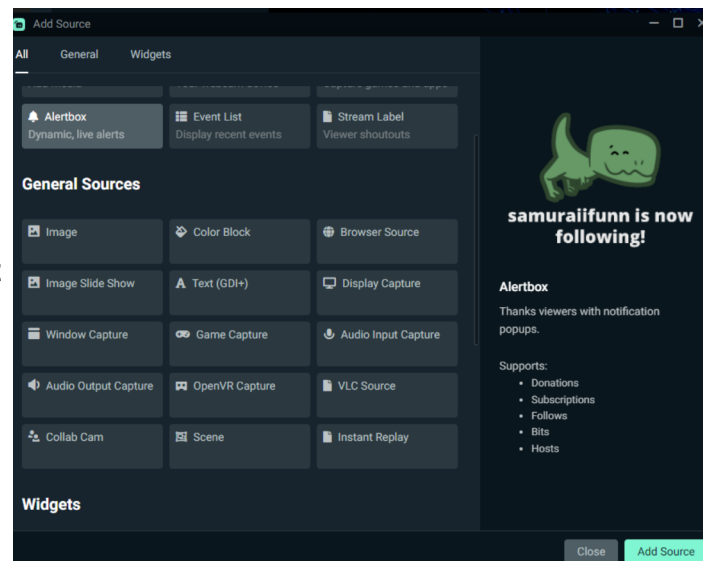 Add Source
All General Widgets
Alertbox
Dynamic, live alerts
Event List
Display recent events
Stream Label
Viewer shoutouts
General Sources
Image
Color Block
Browser Source
Image Slide Show
Text (GDI+)
Display Capture
Window Capture
Game Capture
Audio Input Capture
Audio Output Capture
OpenVR Capture
VLC Source
Collab Cam
Scene
Instant Replay
Widgets
samuraiifunn is now
following!
Alertbox
Thanks viewers with notification
popups.
Supports:
• Donations
• Subscriptions
• Follows
• Bits
• Hosts
Close
Add Source